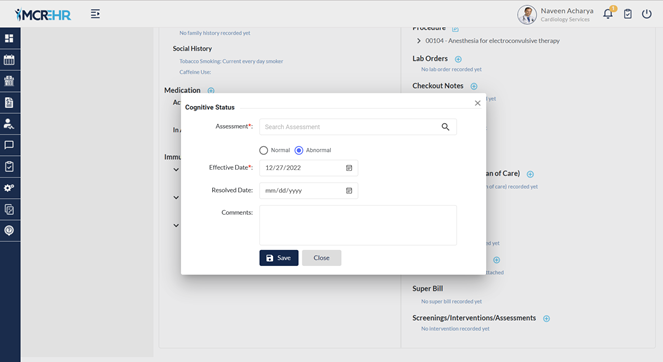 MCREHR
Naveen Acharya
Cardiology Services
No family history recorded yet
Social History
Tobacco Smoking: Current every day smoker
Caffeine Use:
Medication
Immu
Procedure
00104 - Anesthesia for electroconvulsive therapy
Lab Orders
No lab order recorded yet
Checkout Notes
yet
an of Care)
of care) recorded yet
yet
attached
Super Bill
No super bill recorded yet
Screenings/Interventions/Assessments
No intervention recorded yet
Cognitive Status
Assessment*:
Search Assessment
Normal Abnormal
Effective Date*:
12/27/2022
Resolved Date:
mm/dd/yyyy
Comments:
Save Close